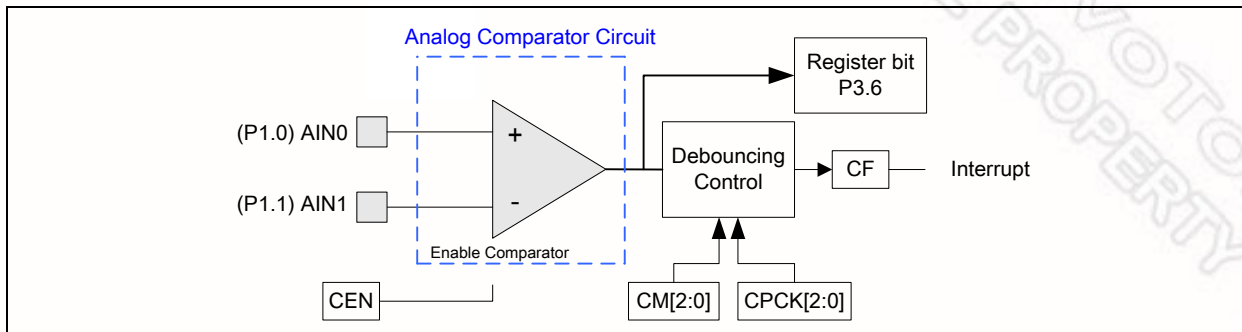 Analog Comparator Circuit
Register bit
P3.6
(P1.0) AIN0
+
Debouncing
Control
CF
Interrupt
(P1.1) AIN1
-
Enable Comparator
CEN
CM[2:0]
CPCK[2:0]
PROPERTY